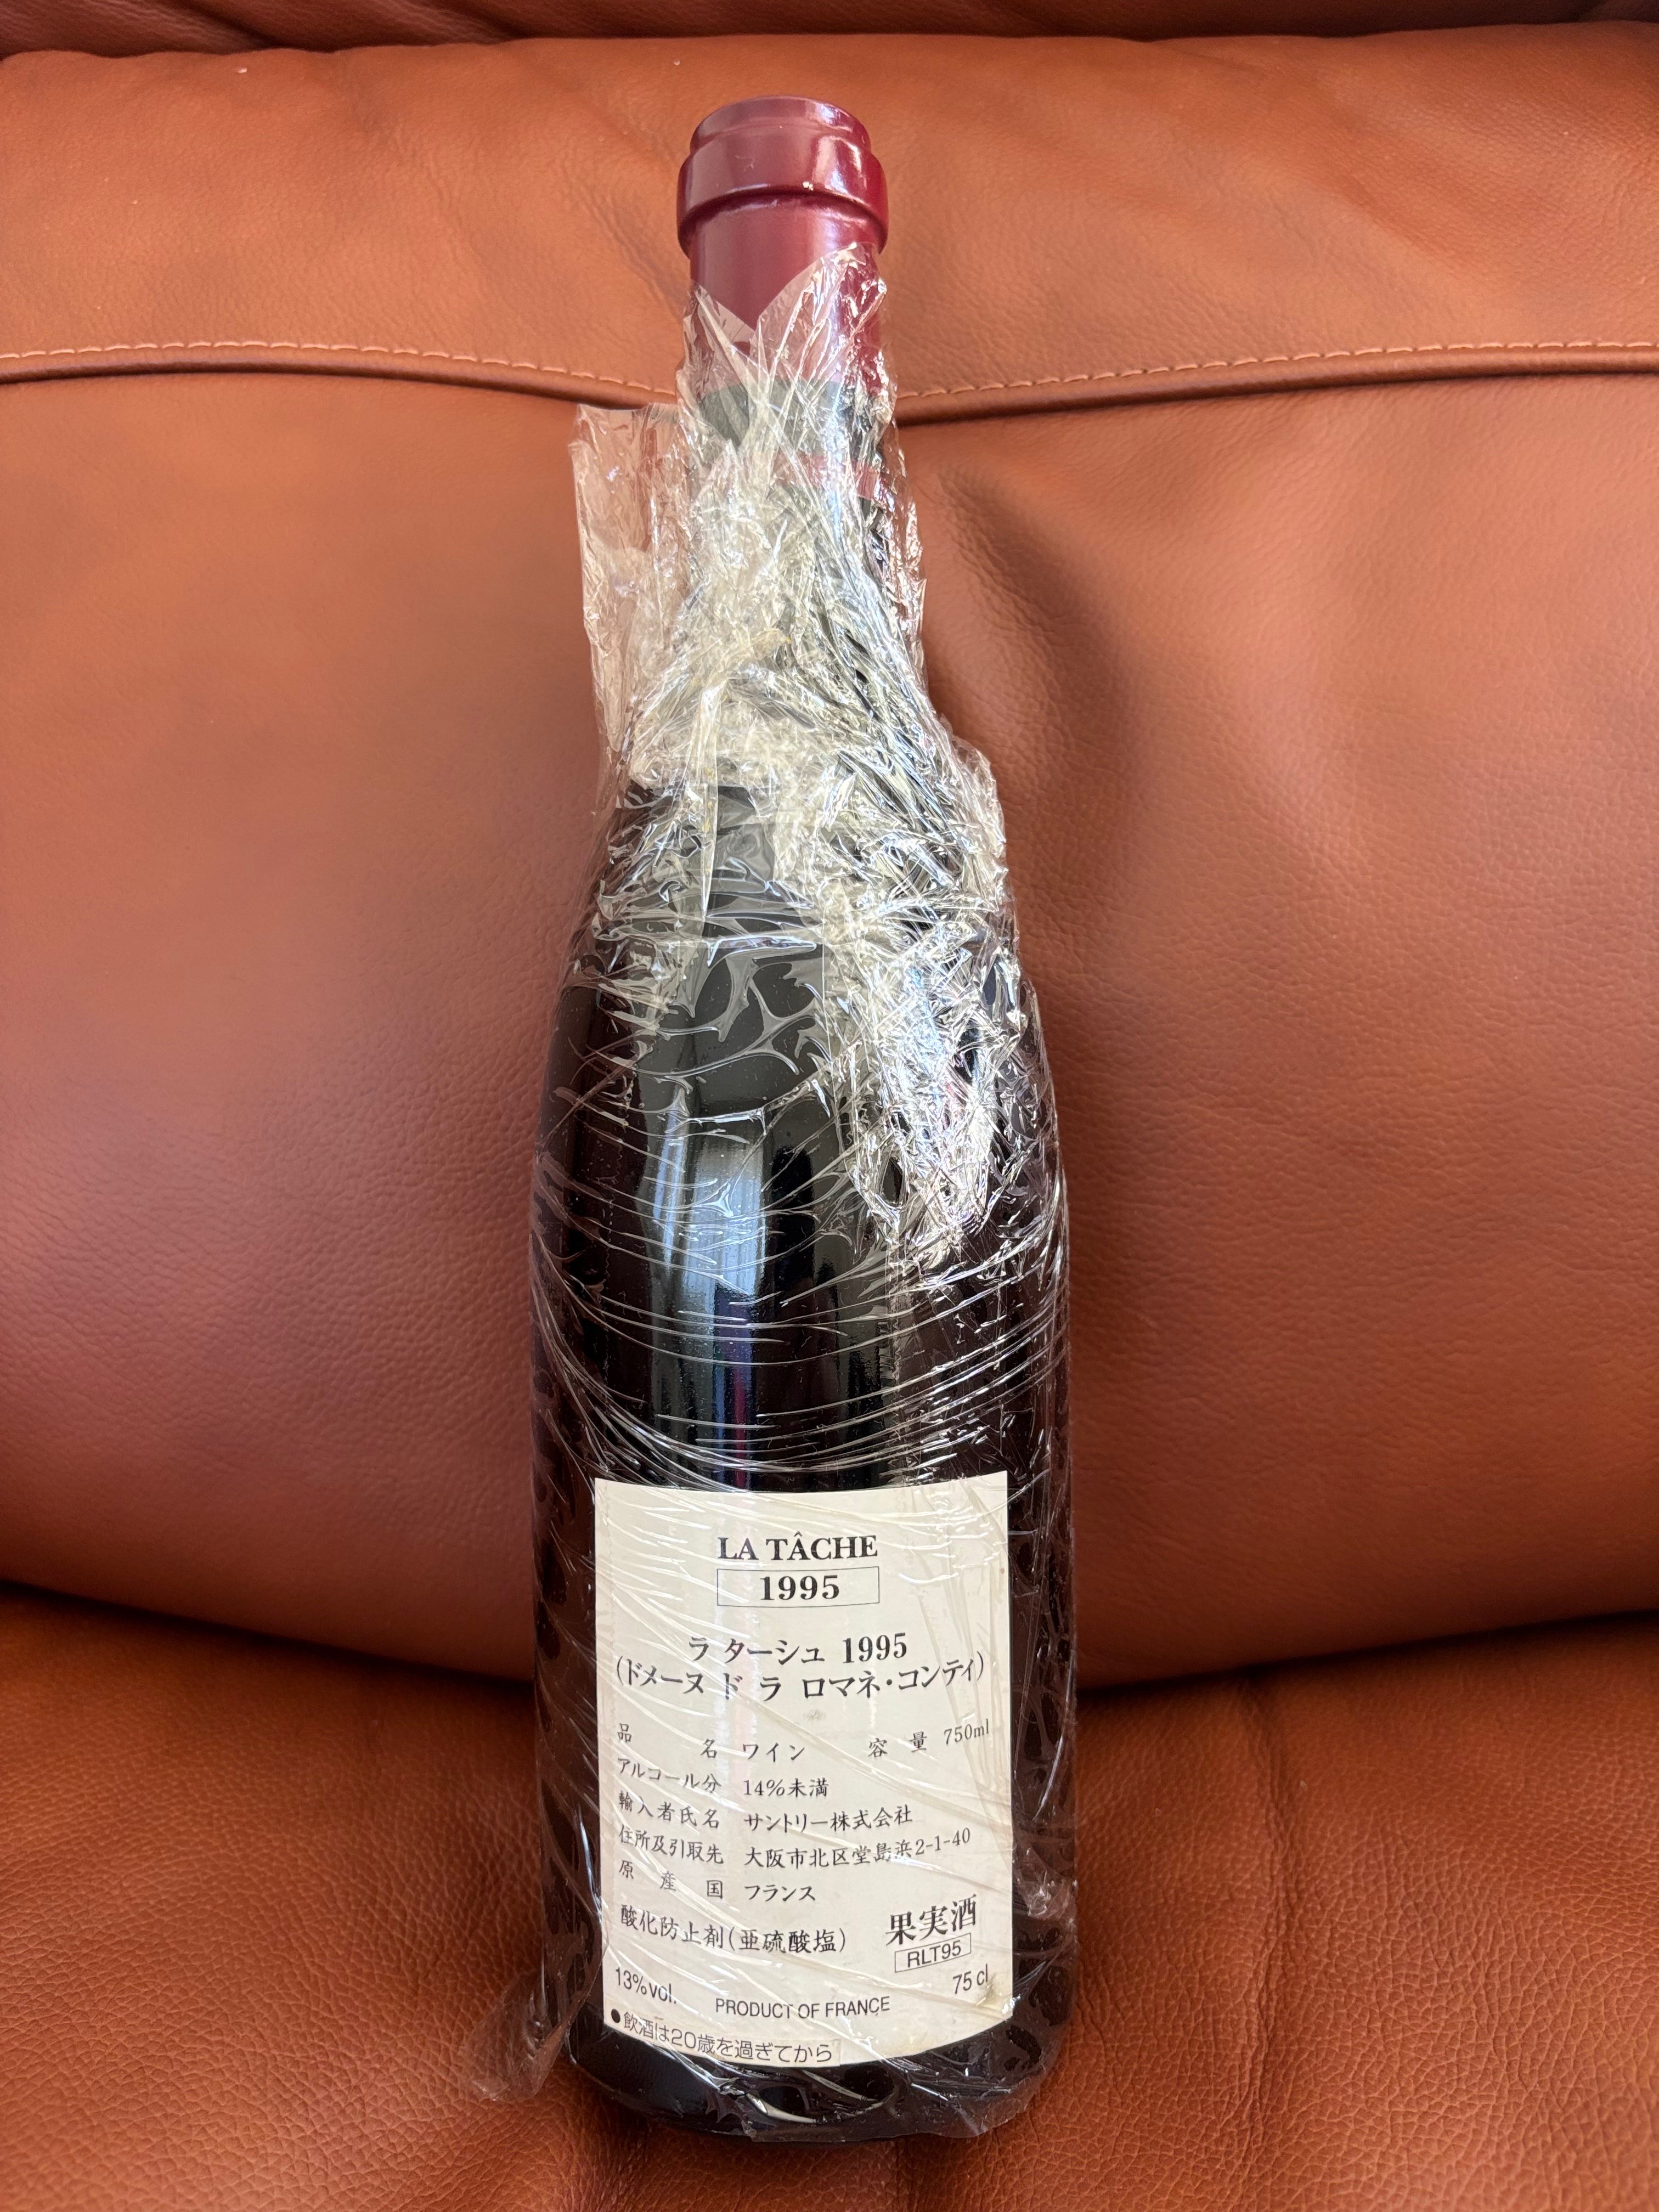 LA TÂCHE
1995
ラ ターシュ 1995
(ドメーヌ ド ラ ロマネ・コンティ)
品名 ワイン 容量 750ml
アルコール分 14%未満
輸入者氏名 サントリー株式会社
住所及引取先 大阪市北区堂島浜2-1-40
原産国 フランス
酸化防止剤(亜硫酸塩) 果実酒
RLT95
13%vol. PRODUCT OF FRANCE 75 cl
●飲酒は20歳を過ぎてから